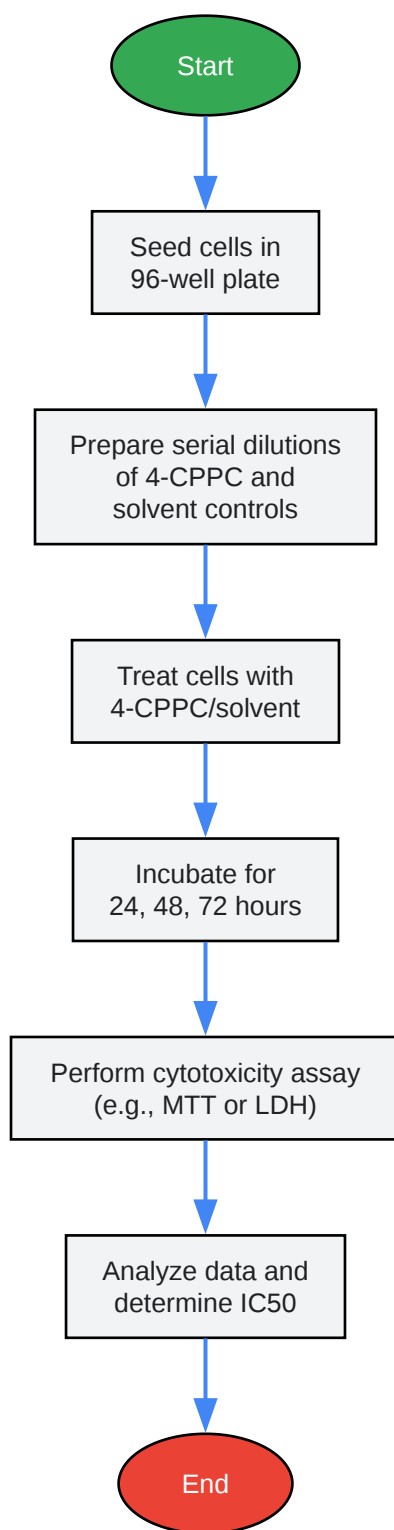 Start
Seed cells in
96-well plate
Prepare serial dilutions
of 4-CPPC and
solvent controls
Treat cells with
4-CPPC/solvent
Incubate for
24, 48, 72 hours
Perform cytotoxicity assay
(e.g., MTT or LDH)
Analyze data and
determine IC50
End